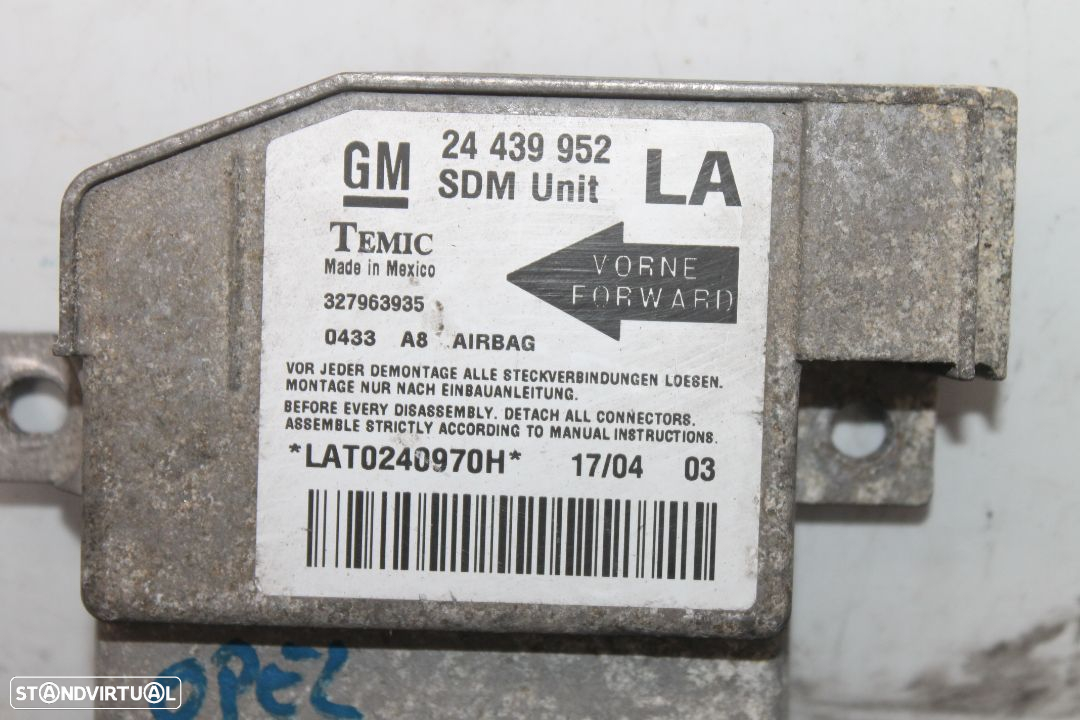 GM 24 439 952 LA
SDM Unit
TEMIC
Made in Mexico
VORNE
FORWARD
327963935
0433 A8 AIRBAG
VOR JEDER DEMONTAGE ALLE STECKVERBINDUNGEN LOESEN.
MONTAGE NUR NACH EINBAUANLEITUNG.
BEFORE EVERY DISASSEMBLY. DETACH ALL CONNECTORS.
ASSEMBLE STRICTLY ACCORDING TO MANUAL INSTRUCTIONS.
*LAT0240970H* 17/04 03
OPEL
STANDVIRTUAL